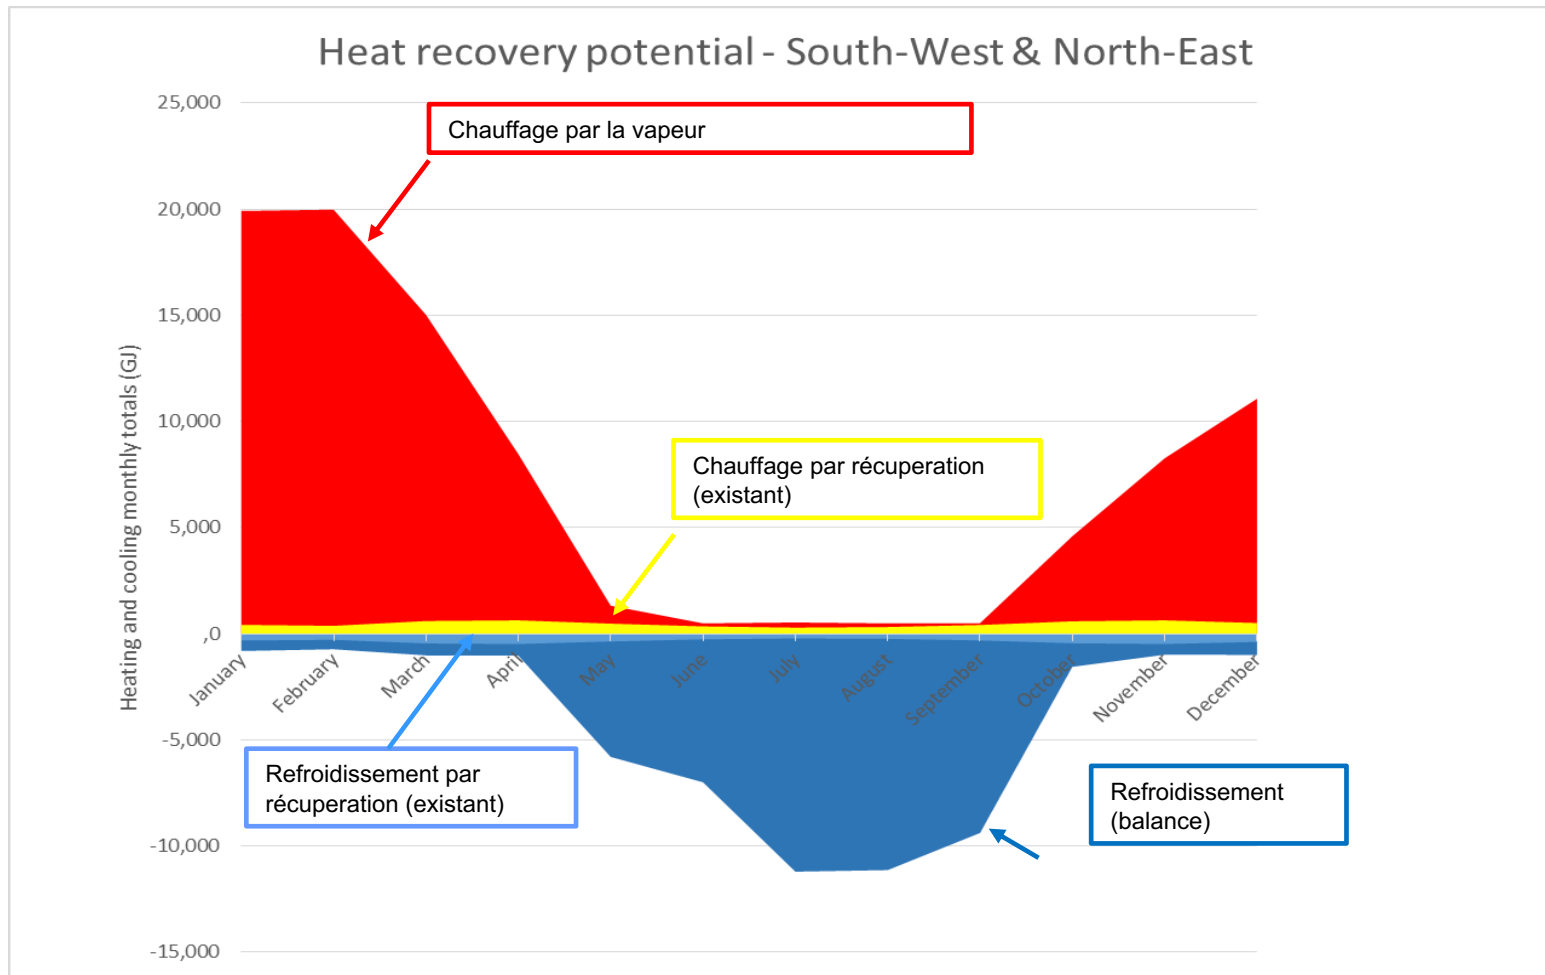 Heat recovery potential - South-West & North-East
25,000
Chauffage par la vapeur
20,000
15,000
10,000
Chauffage par récuperation
(existant)
5,000
,0
Heating and cooling monthly totals (GJ)
January
February
March
April
May
June
July
August
September
October
November
December
-5,000
Refroidissement par
récuperation (existant)
Refroidissement
(balance)
-10,000
-15,000